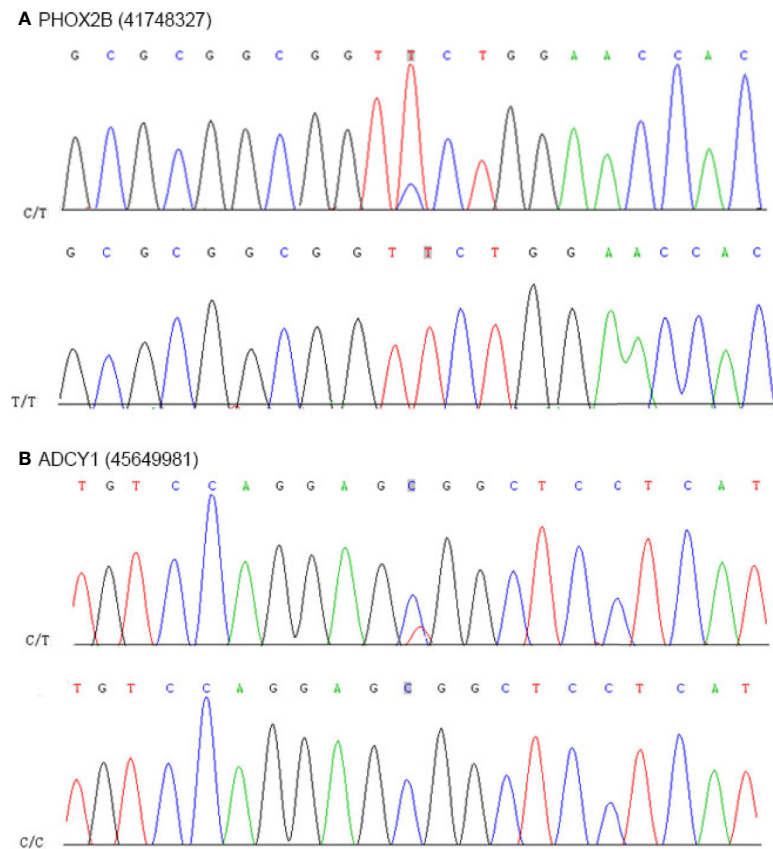 A PHOX2B (41748327)
G C G C G G C G G T T C T G G A A C C A C
C/T
G C G C G G C G G T T C T G G A A C C A C
T/T
B ADCY1 (45649981)
T G T C C A G G A G C G G C T C C T C A T
C/T
T G T C C A G G A G C G G C T C C T C A T
C/C